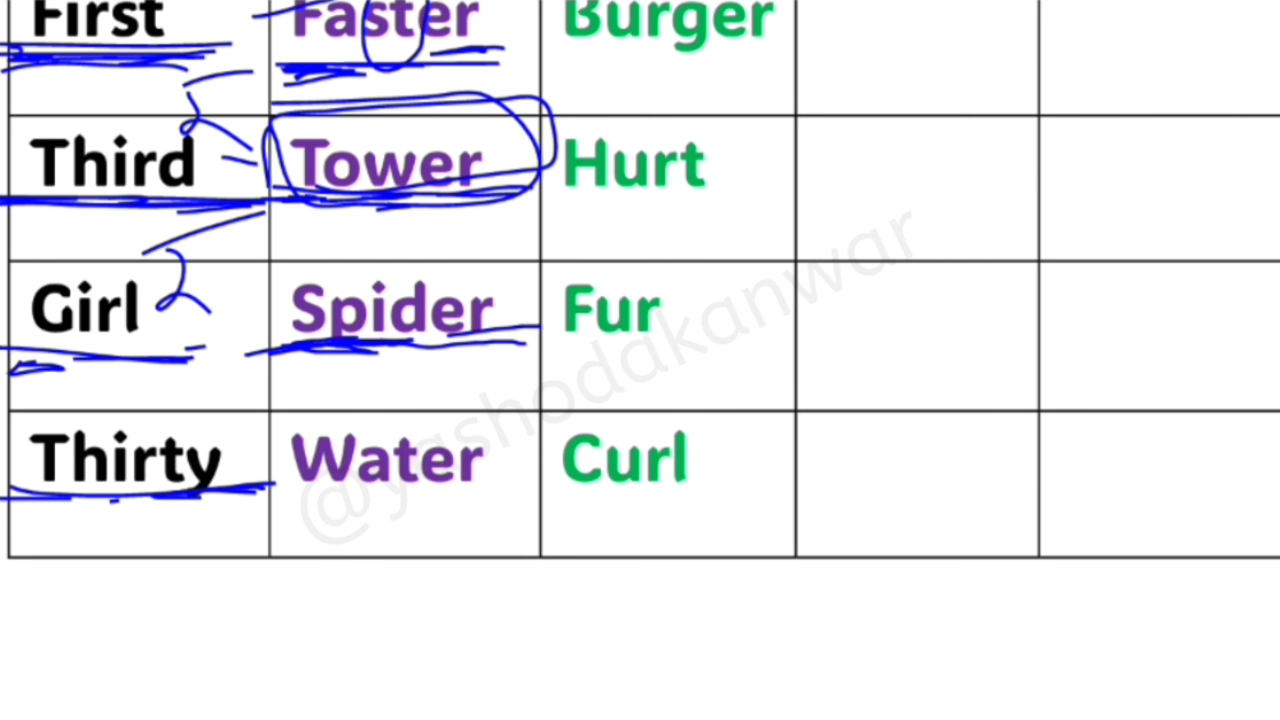 First Faster Burger
Third Tower Hurt
Girl Spider Fur
Thirty Water Curl
@yashodakanwar